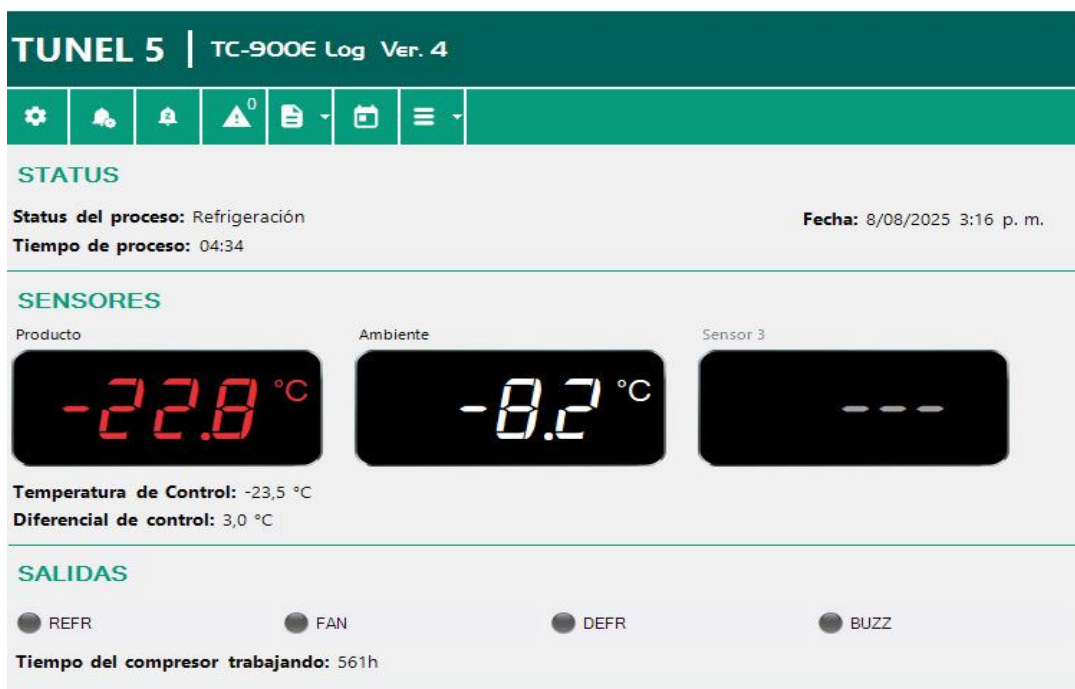 TUNEL 5 | TC-900E Log Ver. 4
0
STATUS
Status del proceso: Refrigeración
Fecha: 8/08/2025 3:16 p. m.
Tiempo de proceso: 04:34
SENSORES
Producto
Ambiente
Sensor 3
-22.8 °C
-8.2 °C
---
Temperatura de Control: -23,5 °C
Diferencial de control: 3,0 °C
SALIDAS
REFR
FAN
DEFR
BUZZ
Tiempo del compresor trabajando: 561h